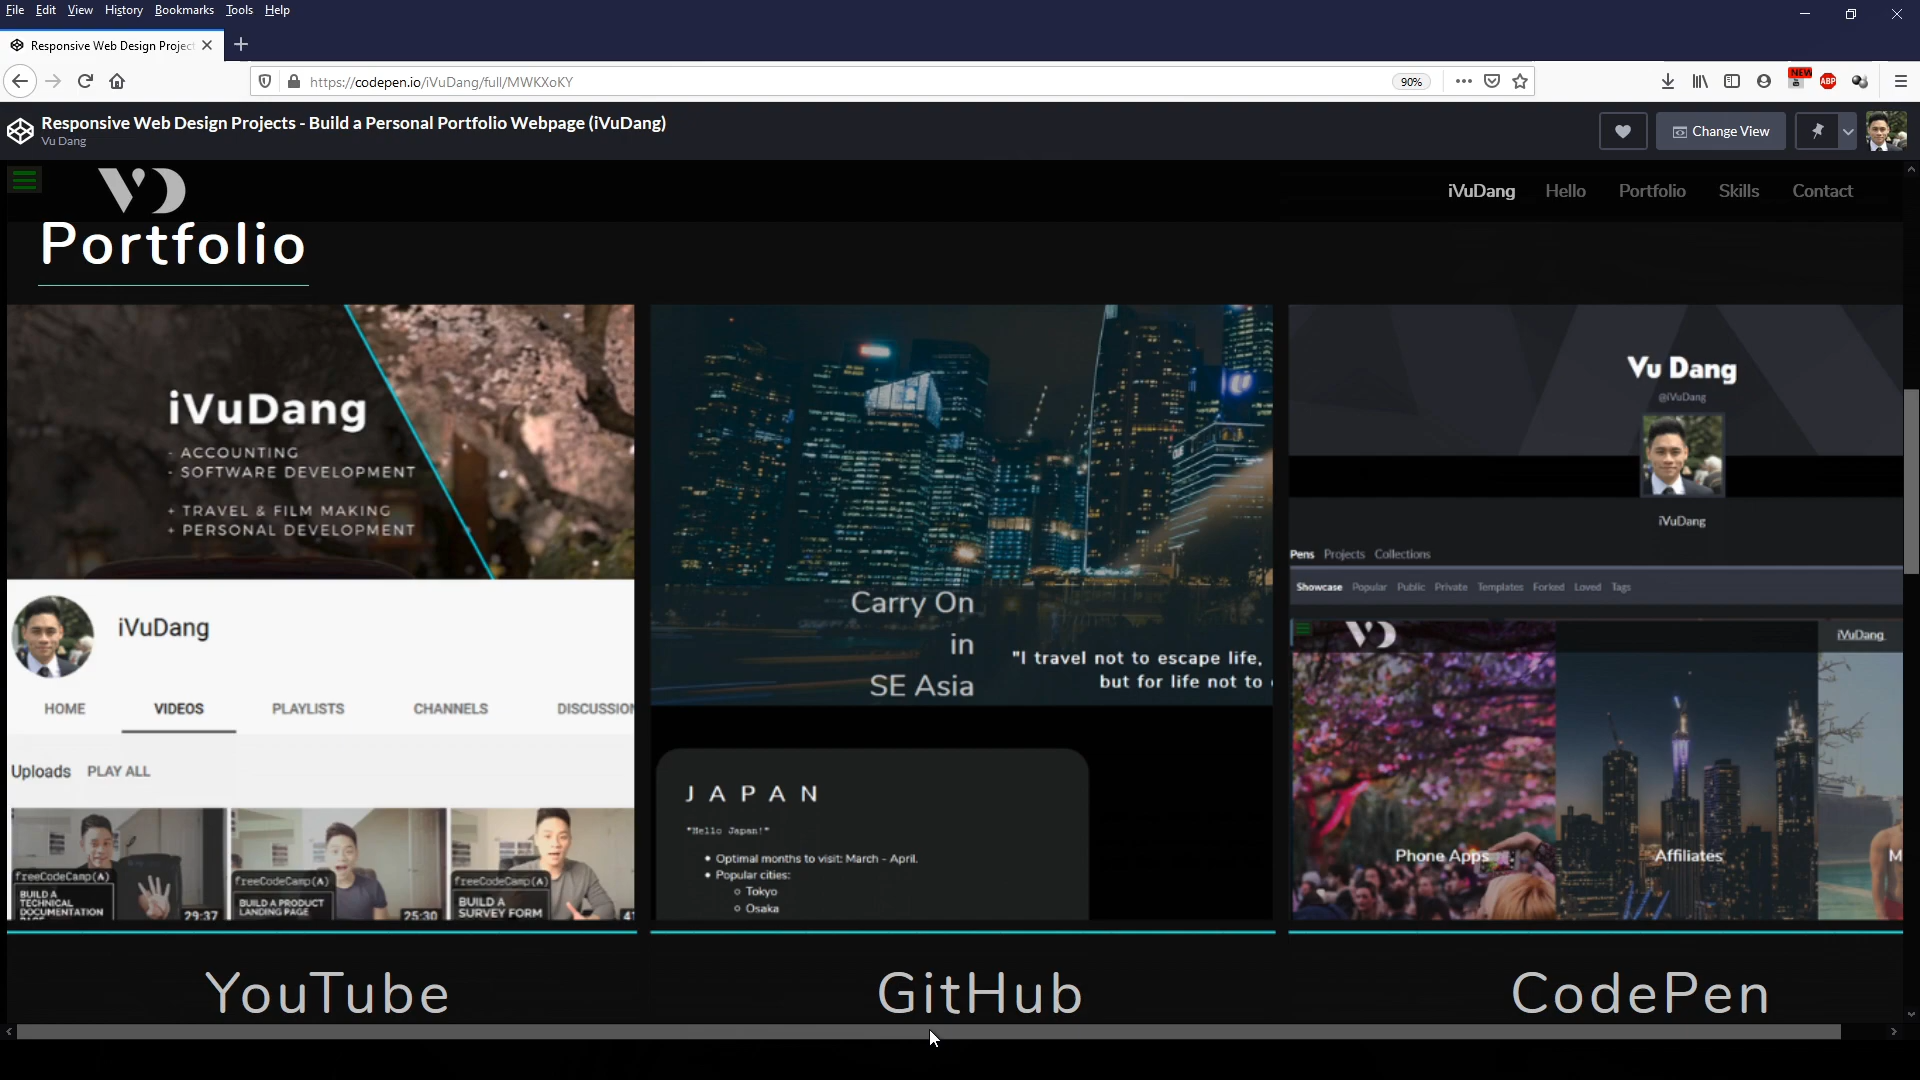 File Edit View History Bookmarks Tools Help
Responsive Web Design Projec
https://codepen.io/iVuDang/full/MWKXoKY
90%
NEW
ABP
Responsive Web Design Projects - Build a Personal Portfolio Webpage (iVuDang)
Vu Dang
Change View
VD
iVuDang Hello Portfolio Skills Contact
Portfolio
iVuDang
- ACCOUNTING
- SOFTWARE DEVELOPMENT
+ TRAVEL & FILM MAKING
+ PERSONAL DEVELOPMENT
iVuDang
HOME VIDEOS PLAYLISTS CHANNELS DISCUSSION
Uploads PLAY ALL
freeCodeCamp(A)
BUILD A
TECHNICAL
DOCUMENTATION
29:37
freeCodeCamp(A)
BUILD A PRODUCT
LANDING PAGE
25:30
freeCodeCamp(A)
BUILD A
SURVEY FORM
YouTube
Carry On
in
SE Asia
"I travel not to escape life,
but for life not to
JAPAN
"Hello Japan!"
• Optimal months to visit: March - April.
• Popular cities:
o Tokyo
o Osaka
GitHub
Vu Dang
@iVuDang
iVuDang
Pens Projects Collections
Showcase Popular Public Private Templates Forked Loved Tags
VD
iVuDang
Phone Apps
Affiliates
M
CodePen